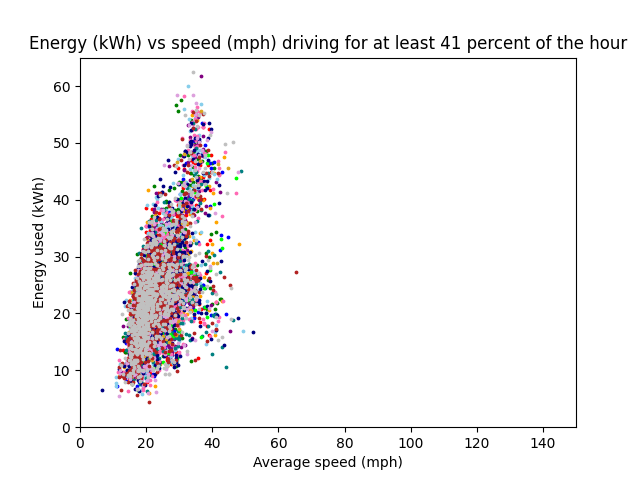 Energy (kWh) vs speed (mph) driving for at least 41 percent of the hour
60
50
40
30
20
10
0
Energy used (kWh)
0 20 40 60 80 100 120 140
Average speed (mph)